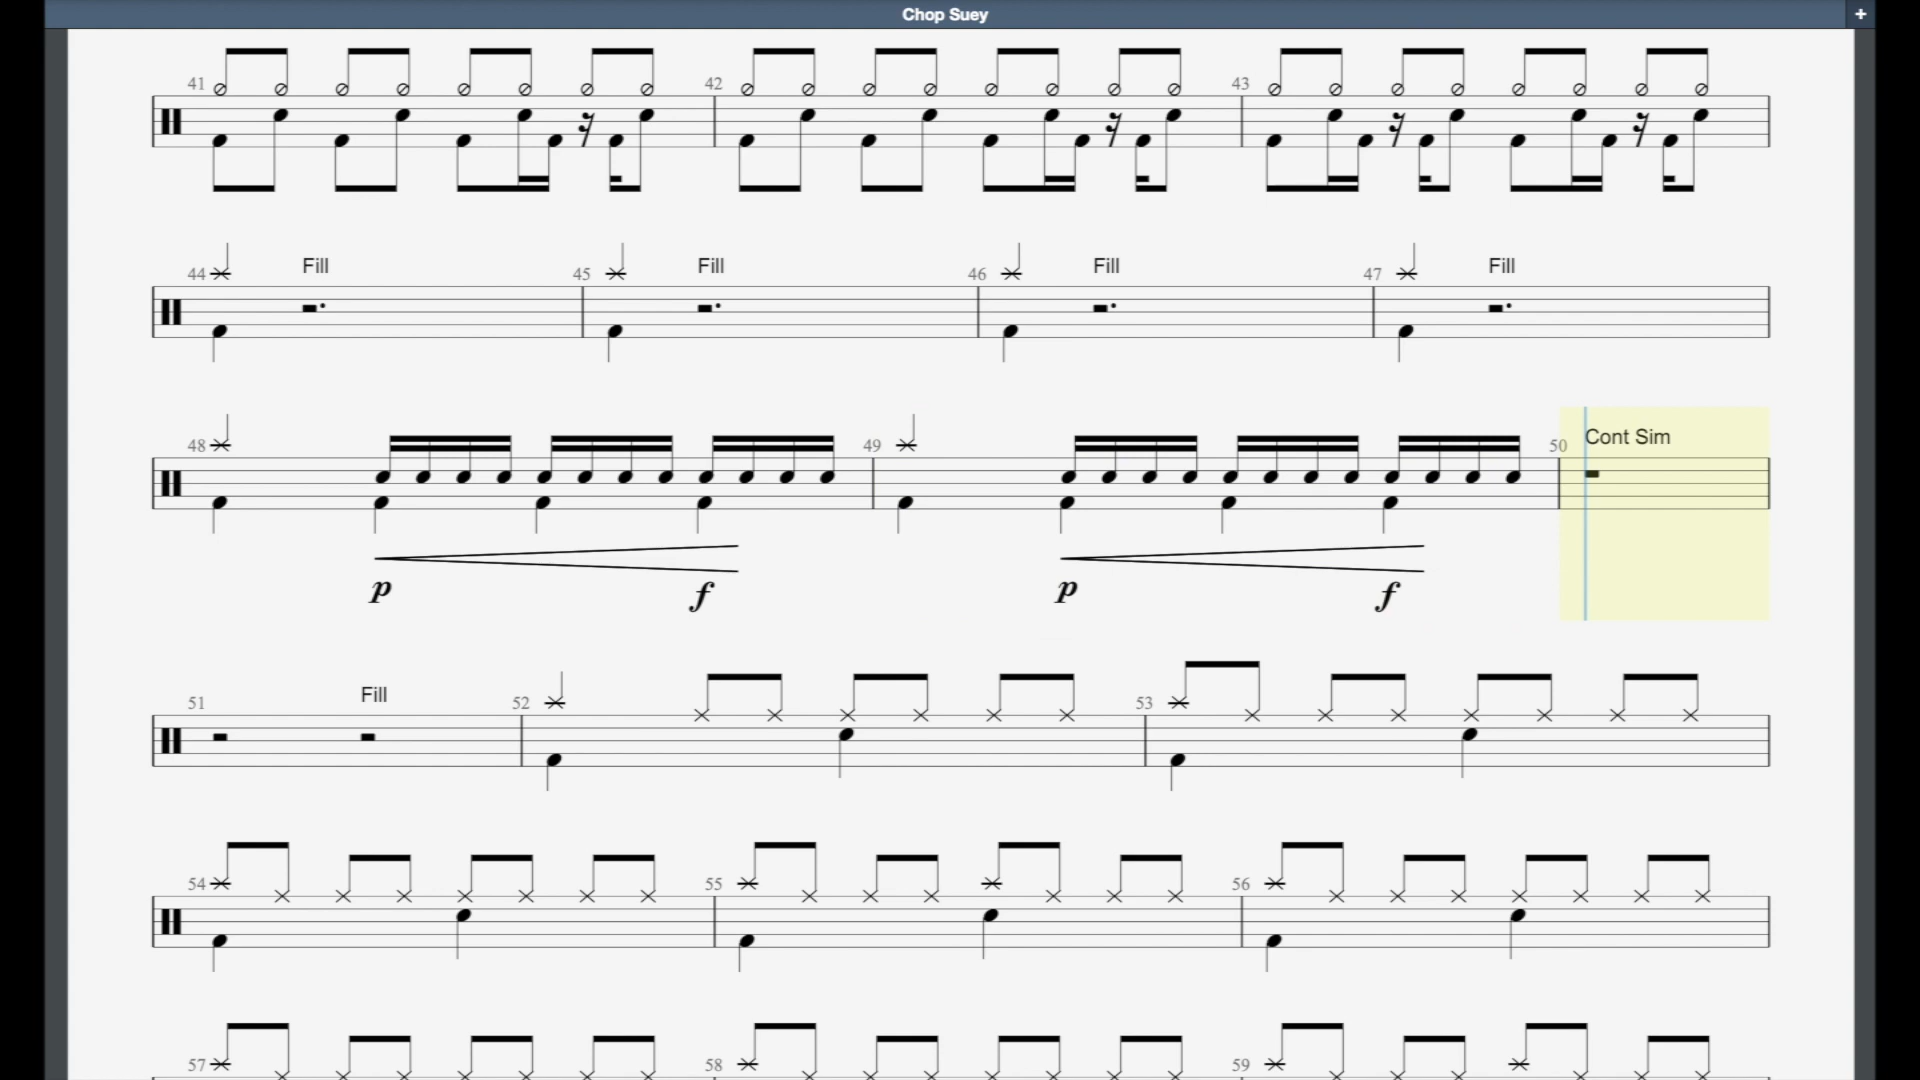 Chop Suey
+
41 42 43
44 Fill 45 Fill 46 Fill 47 Fill
48 49 50 Cont Sim
p f p f
51 Fill 52 53
54 55 56
57 58 59